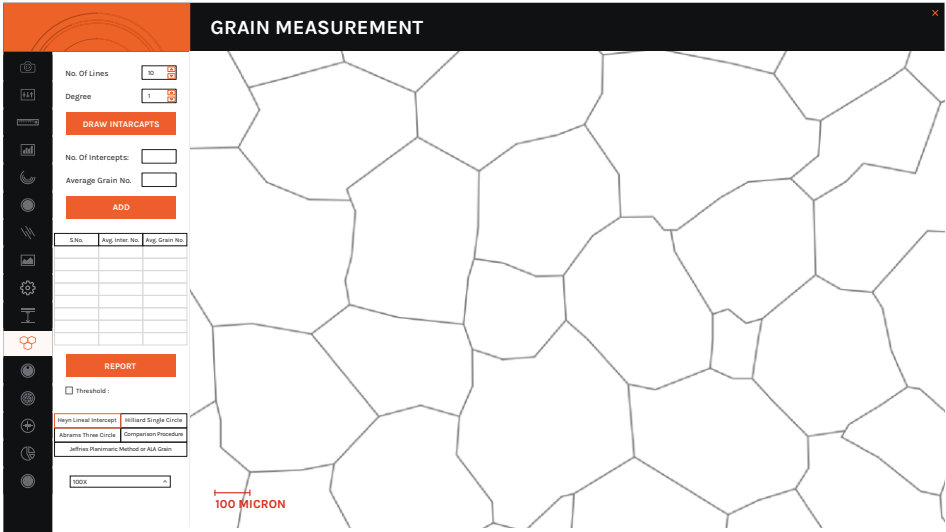 GRAIN MEASUREMENT
×
No. Of Lines 10
Degree 1
DRAW INTARCAPTS
No. Of Intercepts:
Average Grain No.
ADD
S.No. Avg. Inter. No. Avg. Grain No.
REPORT
Threshold :
Heyn Lineal Intercept Hilliard Single Circle
Abrams Three Circle Comparison Procedure
Jeffries Planimaric Method or ALA Grain
100X
100 MICRON